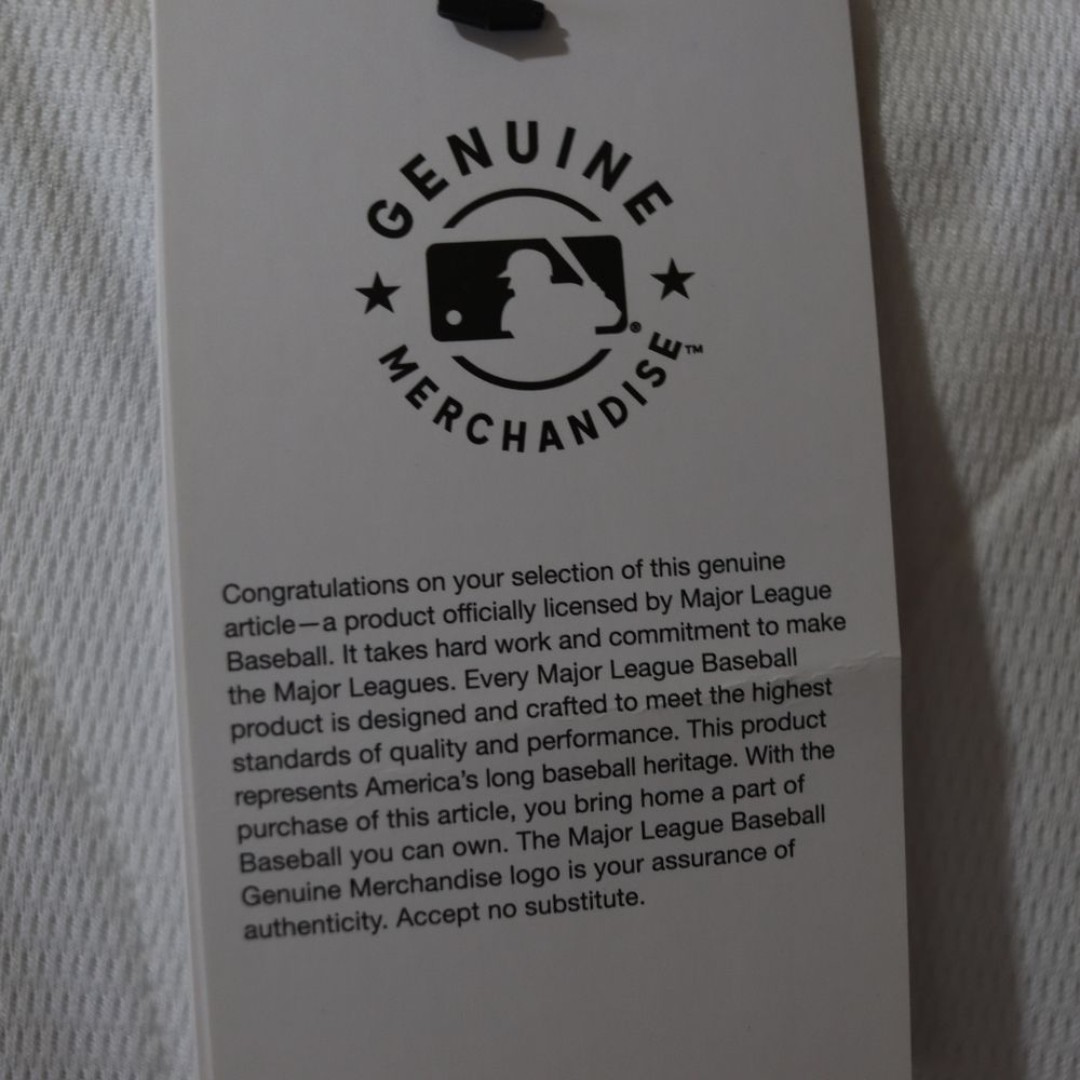 GENUINE
MERCHANDISE™
®
Congratulations on your selection of this genuine
article—a product officially licensed by Major League
Baseball. It takes hard work and commitment to make
the Major Leagues. Every Major League Baseball
product is designed and crafted to meet the highest
standards of quality and performance. This product
represents America's long baseball heritage. With the
purchase of this article, you bring home a part of
Baseball you can own. The Major League Baseball
Genuine Merchandise logo is your assurance of
authenticity. Accept no substitute.